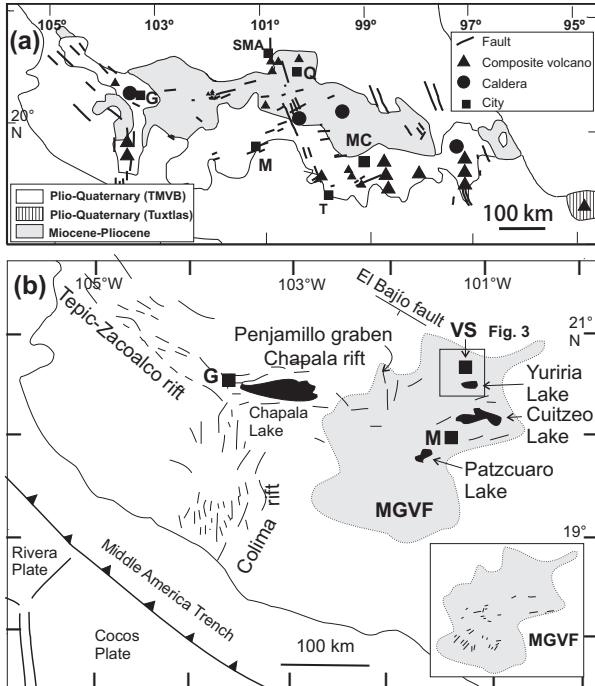 105° 103° 101° 99° 97° 95°
(a)
SMA
Q
G
20°
N
M
MC
T
Fault
Composite volcano
Caldera
City
100 km
Plio-Quaternary (TMVB)
Plio-Quaternary (Tuxtlas)
Miocene-Pliocene
(b)
105°W 103°W 101°W
El Bajio fault
Tepic-Zacoalco rift
Penjamillo graben
Chapala rift
VS Fig. 3
21°
N
G
Chapala
Lake
Yuriria
Lake
Cuitzeo
Lake
M
Patzcuaro
Lake
MGVF
Colima rift
19°
Middle America Trench
Rivera
Plate
Cocos
Plate
100 km
MGVF